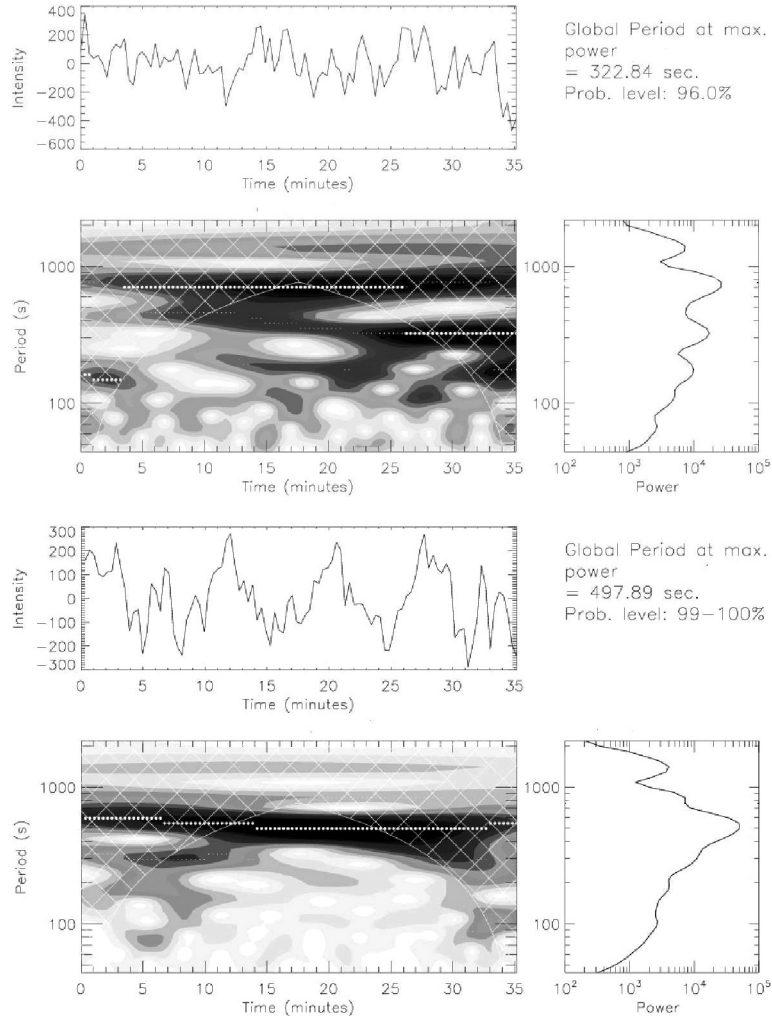 400
200
0
−200
−400
−600
Intensity
0 5 10 15 20 25 30 35
Time (minutes)
Global Period at max.
power
= 322.84 sec.
Prob. level: 96.0%
1000
100
Period (s)
0 5 10 15 20 25 30 35
Time (minutes)
1000
100
10^2 10^3 10^4 10^5
Power
300
200
100
0
−100
−200
−300
Intensity
0 5 10 15 20 25 30 35
Time (minutes)
Global Period at max.
power
= 497.89 sec.
Prob. level: 99−100%
1000
100
Period (s)
0 5 10 15 20 25 30 35
Time (minutes)
1000
100
10^2 10^3 10^4 10^5
Power